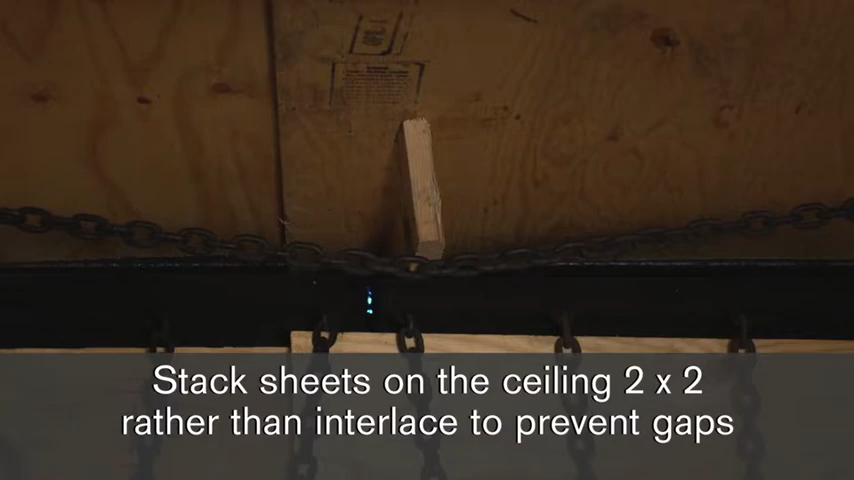 Stack sheets on the ceiling 2 x 2
rather than interlace to prevent gaps